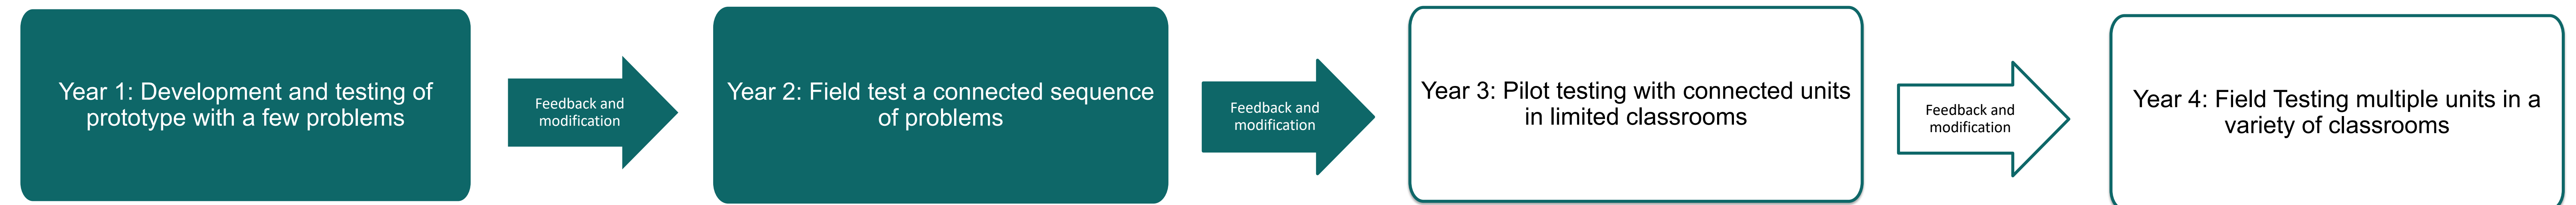 Year 1: Development and testing of
prototype with a few problems
Feedback and
modification
Year 2: Field test a connected sequence
of problems
Feedback and
modification
Year 3: Pilot testing with connected units
in limited classrooms
Feedback and
modification
Year 4: Field Testing multiple units in a
variety of classrooms